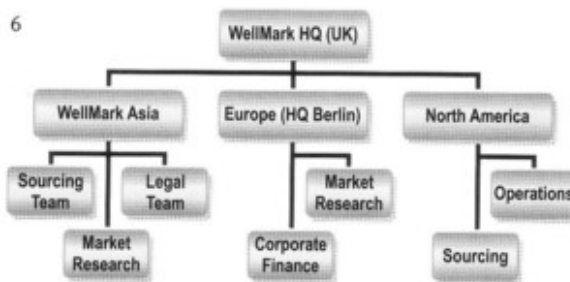 6
WellMark HQ (UK)
WellMark Asia
Europe (HQ Berlin)
North America
Sourcing
Team
Legal
Team
Market
Research
Market
Research
Corporate
Finance
Operations
Sourcing